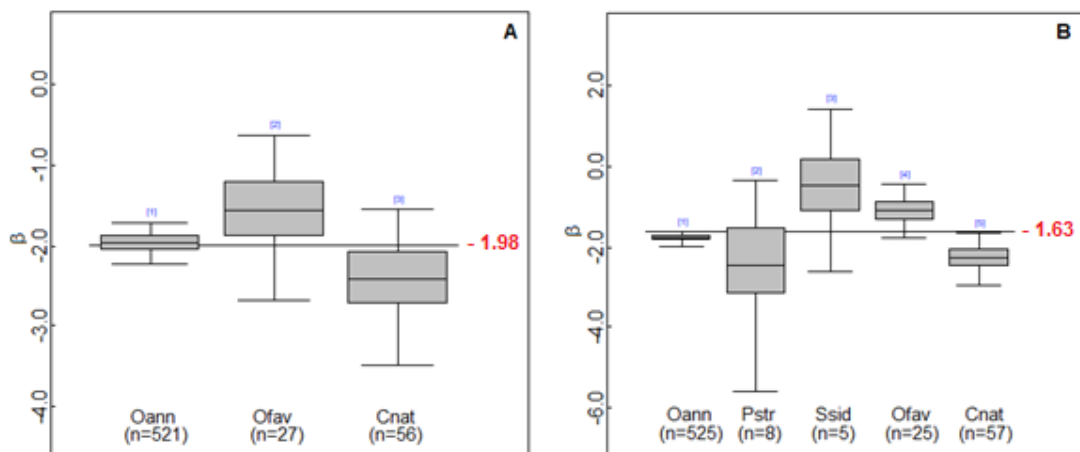 A
0.0
-1.0
-2.0
-3.0
-4.0
β
[1]
[2]
[3]
- 1.98
Oann
(n=521)
Ofav
(n=27)
Cnat
(n=56)
B
2.0
0.0
-2.0
-4.0
-6.0
β
[1]
[2]
[3]
[4]
[5]
- 1.63
Oann
(n=525)
Pstr
(n=8)
Ssid
(n=5)
Ofav
(n=25)
Cnat
(n=57)